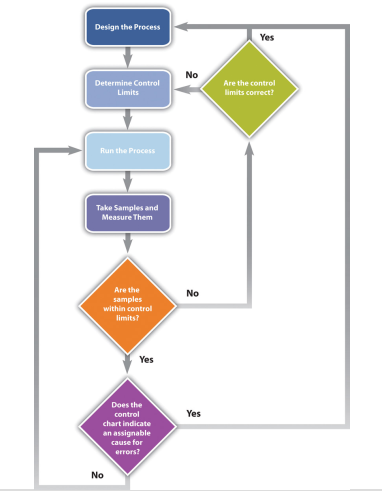 Design the Process
Yes
No
Determine Control
Limits
Are the control
limits correct?
Run the Process
Take Samples and
Measure Them
Are the
samples
within control
limits?
No
Yes
Does the
control
chart indicate
an assignable
cause for
errors?
Yes
No